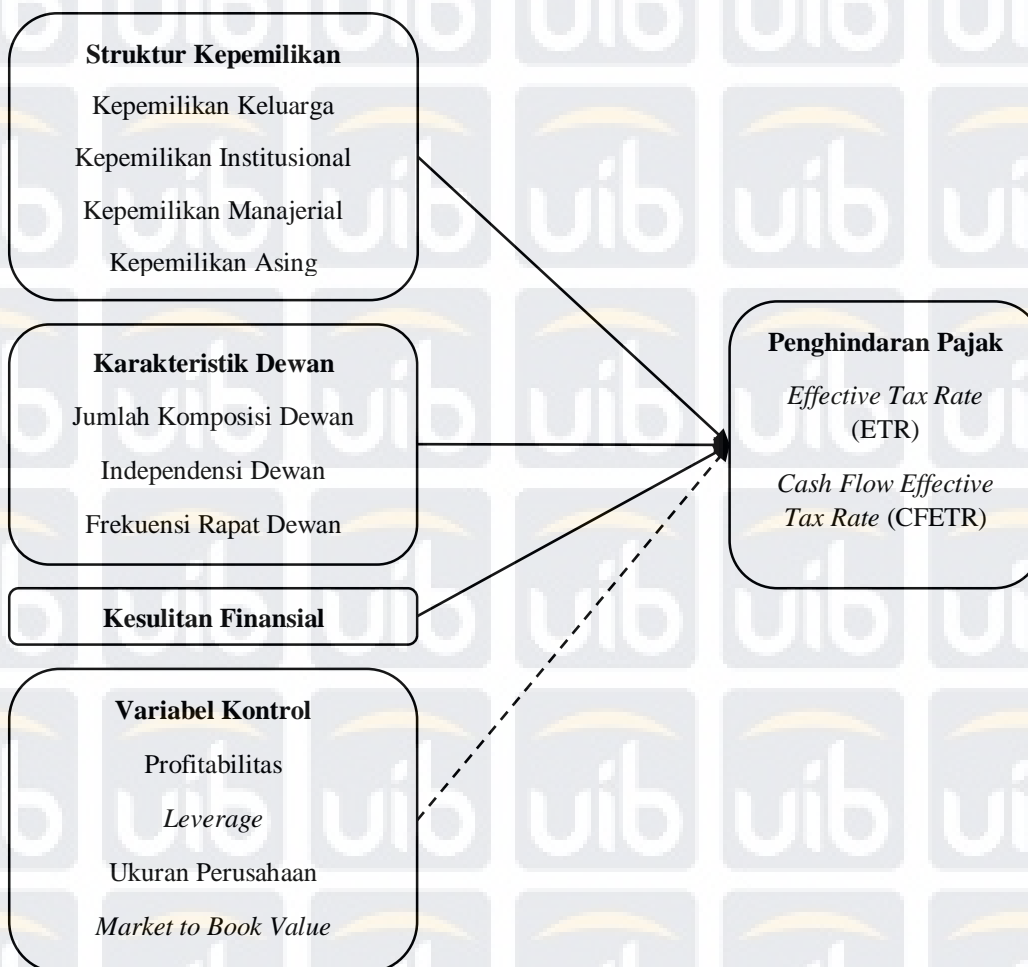 Struktur Kepemilikan
Kepemilikan Keluarga
Kepemilikan Institusional
Kepemilikan Manajerial
Kepemilikan Asing
Karakteristik Dewan
Jumlah Komposisi Dewan
Independensi Dewan
Frekuensi Rapat Dewan
Kesulitan Finansial
Variabel Kontrol
Profitabilitas
Leverage
Ukuran Perusahaan
Market to Book Value
Penghindaran Pajak
Effective Tax Rate
(ETR)
Cash Flow Effective
Tax Rate (CFETR)
uib